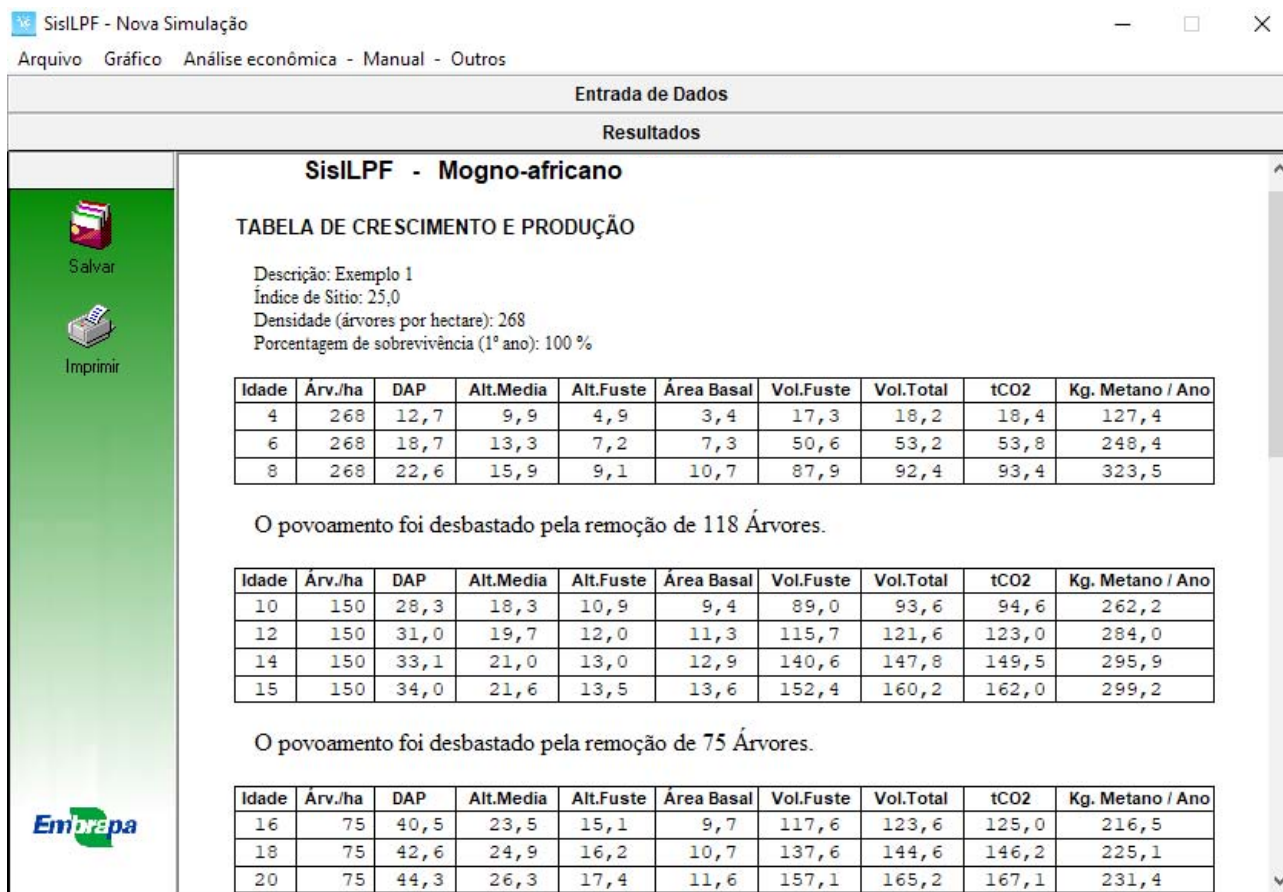 SisILPF - Nova Simulação
Arquivo Gráfico Análise econômica - Manual - Outros
Entrada de Dados
Resultados
Salvar
Imprimir
Embrapa
SisILPF - Mogno-africano
TABELA DE CRESCIMENTO E PRODUÇÃO
Descrição: Exemplo 1
Índice de Sítio: 25,0
Densidade (árvores por hectare): 268
Porcentagem de sobrevivência (1º ano): 100 %
Idade Árv./ha DAP Alt.Media Alt.Fuste Área Basal Vol.Fuste Vol.Total tCO2 Kg. Metano / Ano
4 268 12,7 9,9 4,9 3,4 17,3 18,2 18,4 127,4
6 268 18,7 13,3 7,2 7,3 50,6 53,2 53,8 248,4
8 268 22,6 15,9 9,1 10,7 87,9 92,4 93,4 323,5
O povoamento foi desbastado pela remoção de 118 Árvores.
Idade Árv./ha DAP Alt.Media Alt.Fuste Área Basal Vol.Fuste Vol.Total tCO2 Kg. Metano / Ano
10 150 28,3 18,3 10,9 9,4 89,0 93,6 94,6 262,2
12 150 31,0 19,7 12,0 11,3 115,7 121,6 123,0 284,0
14 150 33,1 21,0 13,0 12,9 140,6 147,8 149,5 295,9
15 150 34,0 21,6 13,5 13,6 152,4 160,2 162,0 299,2
O povoamento foi desbastado pela remoção de 75 Árvores.
Idade Árv./ha DAP Alt.Media Alt.Fuste Área Basal Vol.Fuste Vol.Total tCO2 Kg. Metano / Ano
16 75 40,5 23,5 15,1 9,7 117,6 123,6 125,0 216,5
18 75 42,6 24,9 16,2 10,7 137,6 144,6 146,2 225,1
20 75 44,3 26,3 17,4 11,6 157,1 165,2 167,1 231,4